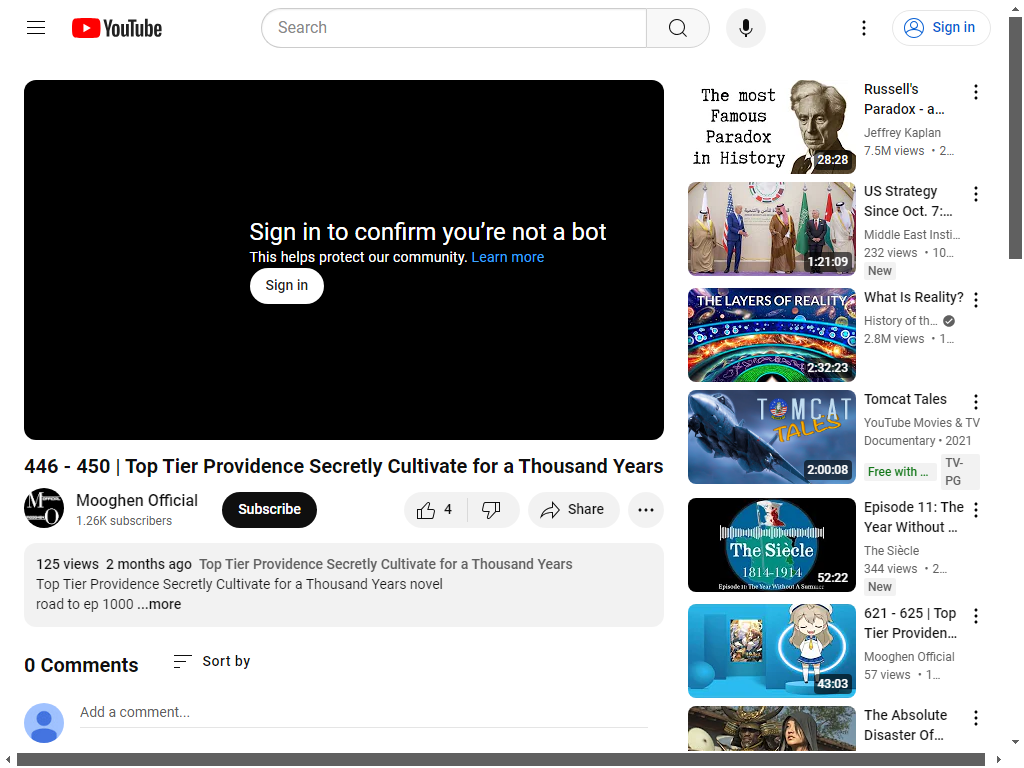 YouTube
Search
Sign in
Sign in to confirm you’re not a bot
This helps protect our community. Learn more
Sign in
446 - 450 | Top Tier Providence Secretly Cultivate for a Thousand Years
Mooghen Official
1.26K subscribers
Subscribe
4
Share
125 views 2 months ago Top Tier Providence Secretly Cultivate for a Thousand Years
Top Tier Providence Secretly Cultivate for a Thousand Years novel
road to ep 1000 ...more
0 Comments
Sort by
Add a comment...
The most
Famous
Paradox
in History
28:28
Russell's
Paradox - a...
Jeffrey Kaplan
7.5M views • 2...
1:21:09
US Strategy
Since Oct. 7:...
Middle East Insti...
232 views • 10...
New
THE LAYERS OF REALITY
2:32:23
What Is Reality?
History of th...
2.8M views • 1...
TOMCAT
TALES
2:00:08
Tomcat Tales
YouTube Movies & TV
Documentary • 2021
Free with ...
TV-
PG
The Siècle
1814-1914
Episode 11: The Year Without A Summer
52:22
Episode 11: The
Year Without ...
The Siècle
344 views • 2...
New
43:03
621 - 625 | Top
Tier Providen...
Mooghen Official
57 views • 1...
The Absolute
Disaster Of...